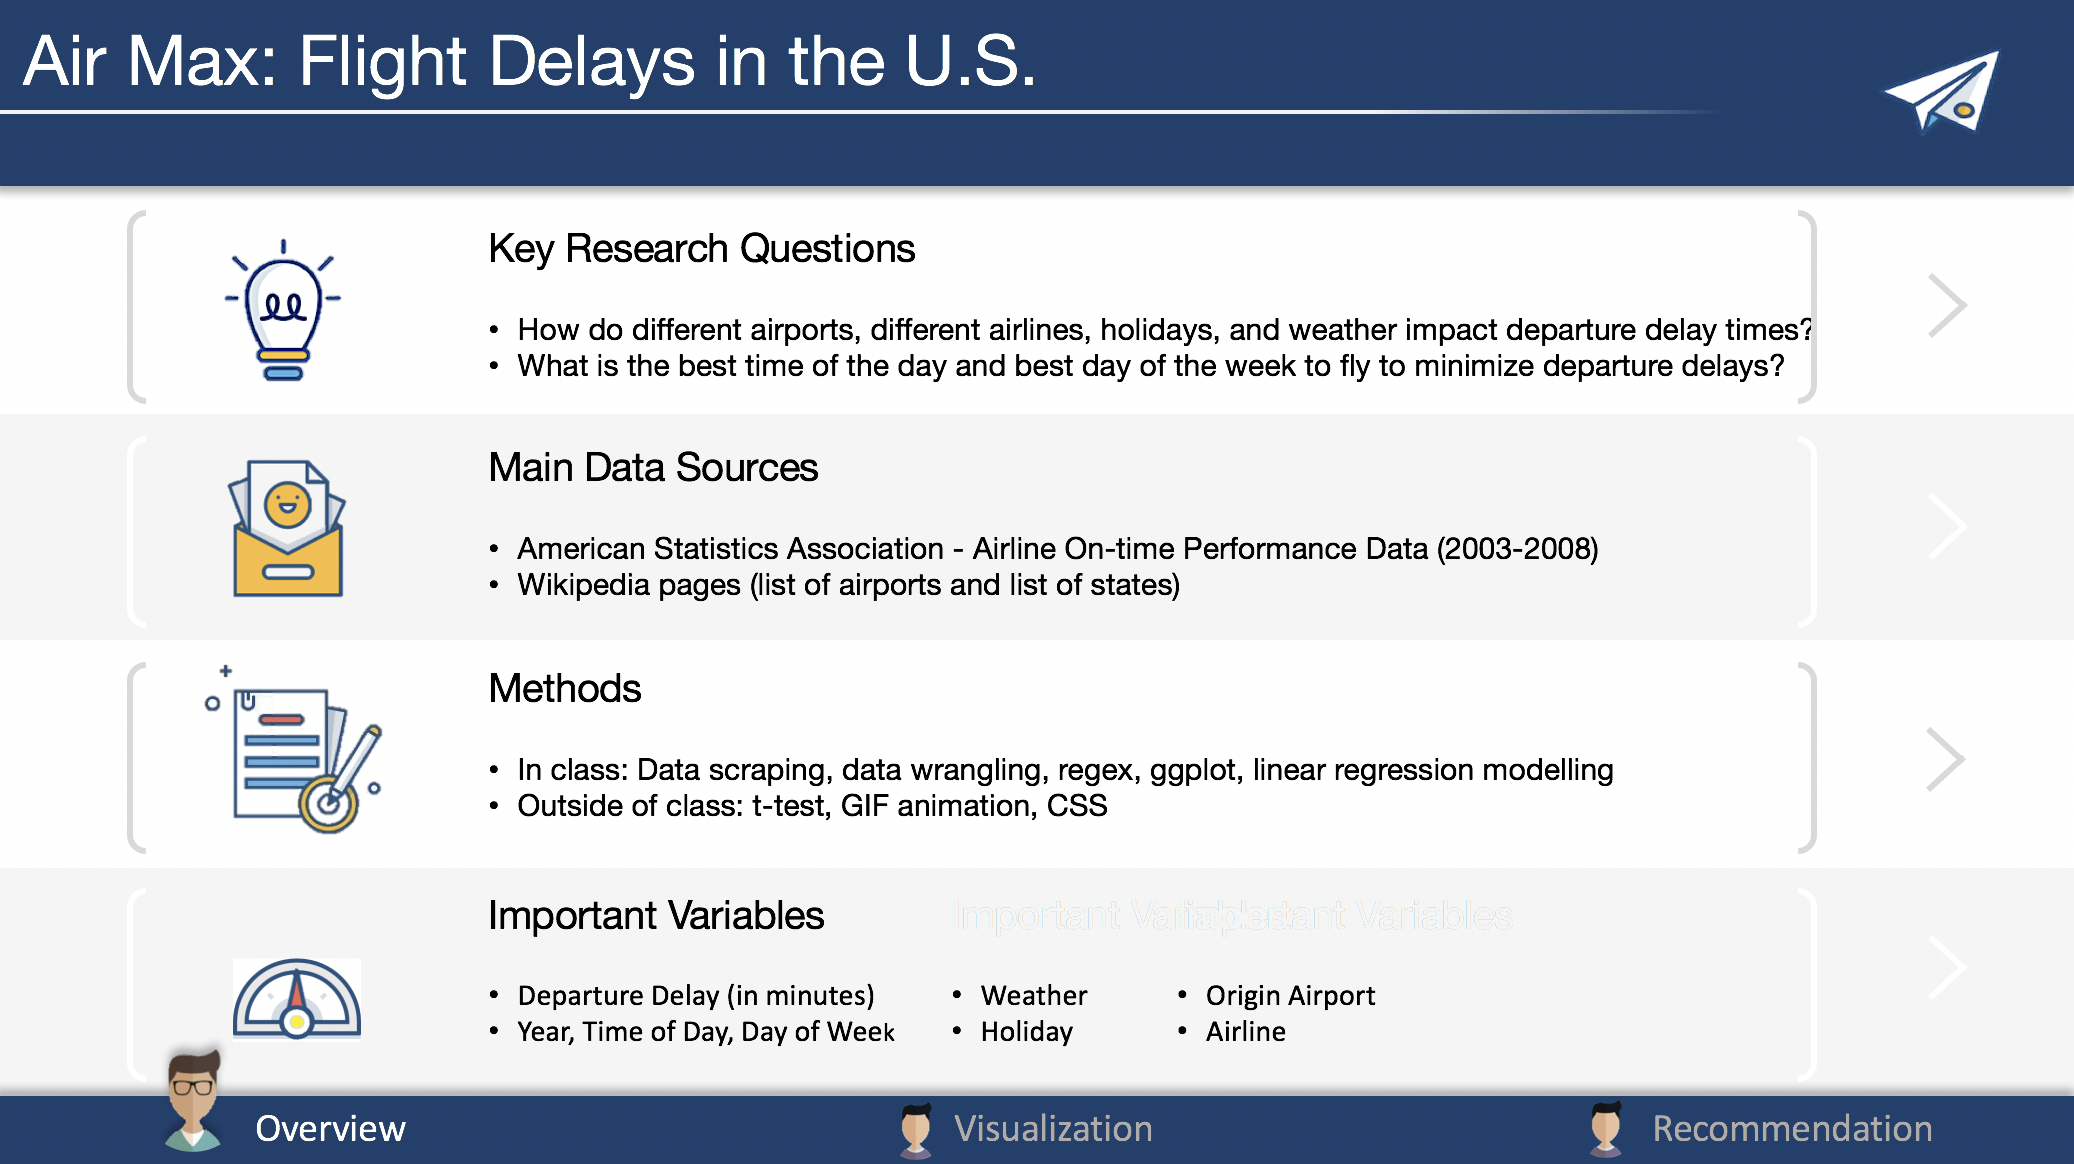 Air Max: Flight Delays in the U.S.
Key Research Questions
• How do different airports, different airlines, holidays, and weather impact departure delay times?
• What is the best time of the day and best day of the week to fly to minimize departure delays?
Main Data Sources
• American Statistics Association - Airline On-time Performance Data (2003-2008)
• Wikipedia pages (list of airports and list of states)
Methods
• In class: Data scraping, data wrangling, regex, ggplot, linear regression modelling
• Outside of class: t-test, GIF animation, CSS
Important Variables Important Variables Important Variables
• Departure Delay (in minutes) • Weather • Origin Airport
• Year, Time of Day, Day of Week • Holiday • Airline
Overview Visualization Recommendation